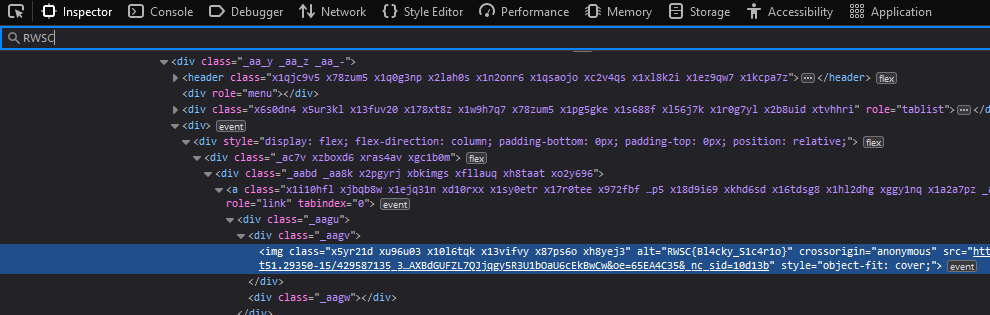 Inspector Console Debugger Network Style Editor Performance Memory Storage Accessibility Application
RWSC
<div class="_aa_y _aa_z _aa_-">
<header class="x1qjc9v5 x78zum5 x1q0g3np x2lah0s x1n2onr6 x1qsaojo xc2v4qs x1xl8k2i x1ez9qw7 x1kcpa7z"> ••• </header> flex
<div role="menu"></div>
<div class="x6s0dn4 x5ur3kl x13fuv20 x178xt8z x1w9h7q7 x78zum5 x1pg5gke x1s688f xl56j7k x1r0g7yl x2b8uid xtvhhri" role="tablist"> ••• </d
<div> event
<div style="display: flex; flex-direction: column; padding-bottom: 0px; padding-top: 0px; position: relative;"> flex
<div class="_ac7v xzboxd6 xras4av xgc1b0m"> flex
<div class="_aabd _aa8k x2pgyrj xbkimgs xfllauq xh8taat xo2y696">
<a class="x1i10hfl xjbqb8w x1ejq31n xd10rxx x1sy0etr x17r0tee x972fbf _p5 x18d9i69 xkhd6sd x16tdsg8 x1hl2dhg xggy1nq x1a2a7pz _a
role="link" tabindex="0"> event
<div class="_aagu">
<div class="_aagv">
<img class="x5yr21d xu96u03 x10l6tqk x13vifvy x87ps6o xh8yej3" alt="RWSC{Bl4cky_S1c4r1o}" crossorigin="anonymous" src="htt
t51.29350-15/429587135_3…AXBdGUFZL7QJjqgy5R3U1bOaU6cEkBwCw&oe=65EA4C35&_nc_sid=10d13b" style="object-fit: cover;"> event
</div>
<div class="_aagw"></div>
</div>